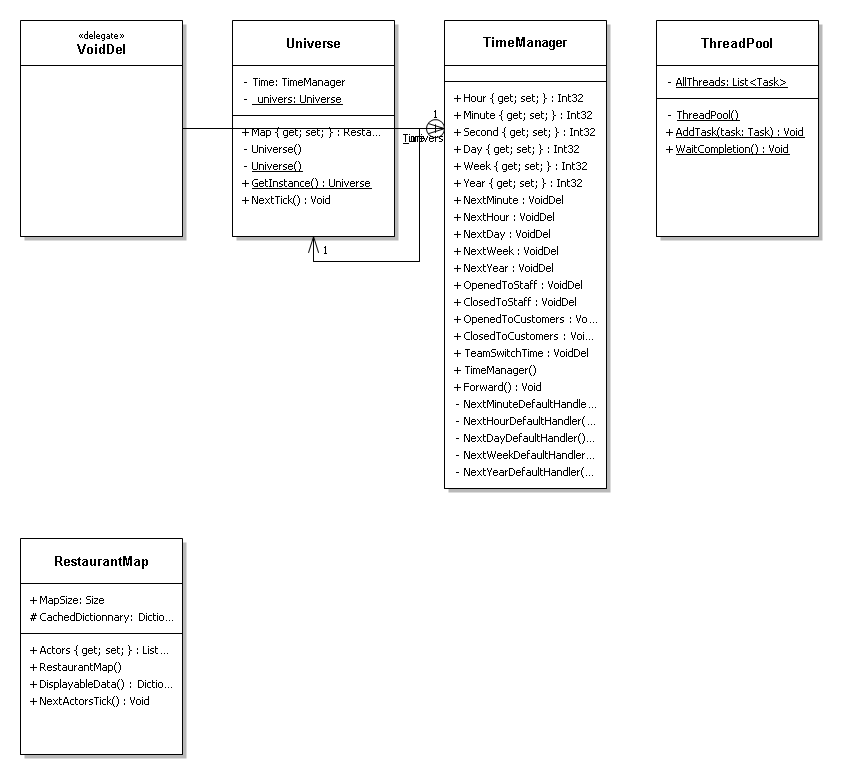 «delegate»
VoidDel
Universe
- Time: TimeManager
- _univers: Universe
+ Map { get; set; } : Resta...
- Universe()
- Universe()
+ GetInstance() : Universe
+ NextTick() : Void
1
1
TimeManager
+ Hour { get; set; } : Int32
+ Minute { get; set; } : Int32
+ Second { get; set; } : Int32
+ Day { get; set; } : Int32
+ Week { get; set; } : Int32
+ Year { get; set; } : Int32
+ NextMinute : VoidDel
+ NextHour : VoidDel
+ NextDay : VoidDel
+ NextWeek : VoidDel
+ NextYear : VoidDel
+ OpenedToStaff : VoidDel
+ ClosedToStaff : VoidDel
+ OpenedToCustomers : Vo...
+ ClosedToCustomers : Voi...
+ TeamSwitchTime : VoidDel
+ TimeManager()
+ Forward() : Void
- NextMinuteDefaultHandle...
- NextHourDefaultHandler(...
- NextDayDefaultHandler()...
- NextWeekDefaultHandler...
- NextYearDefaultHandler(...
ThreadPool
- AllThreads: List<Task>
- ThreadPool()
+ AddTask(task: Task) : Void
+ WaitCompletion() : Void
RestaurantMap
+ MapSize: Size
# CachedDictionnary: Dictio...
+ Actors { get; set; } : List...
+ RestaurantMap()
+ DisplayableData() : Dictio...
+ NextActorsTick() : Void